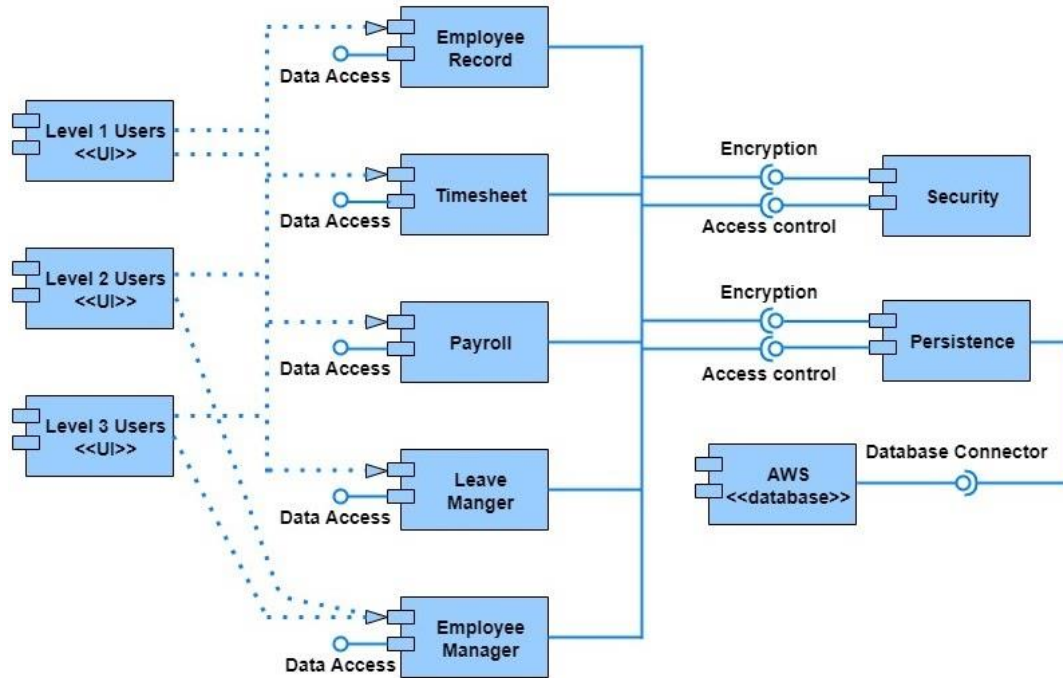 Employee
Record
Data Access
Level 1 Users
<<UI>>
Timesheet
Data Access
Encryption
Access control
Security
Level 2 Users
<<UI>>
Payroll
Data Access
Encryption
Access control
Persistence
Level 3 Users
<<UI>>
Leave
Manger
Data Access
AWS
<<database>>
Database Connector
Employee
Manager
Data Access